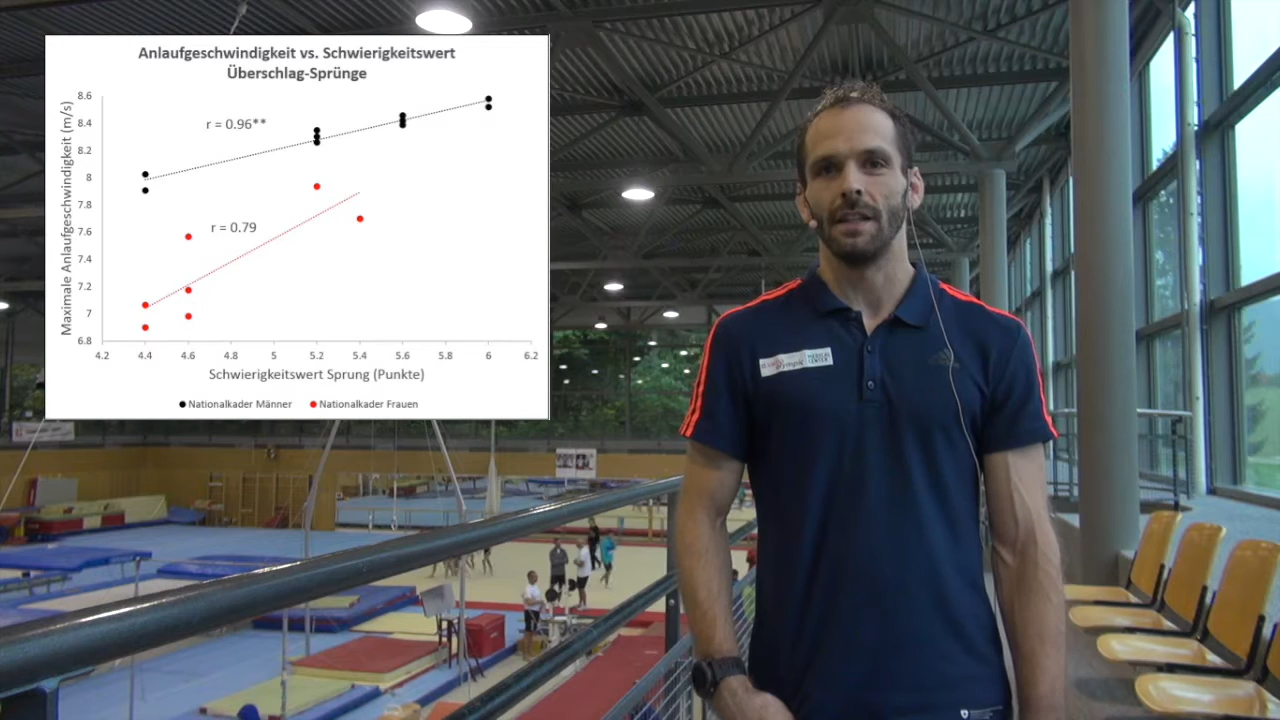 Anlaufgeschwindigkeit vs. Schwierigkeitswert
Überschlag-Sprünge
Maximale Anlaufgeschwindigkeit (m/s)
8.6
8.4
8.2
8
7.8
7.6
7.4
7.2
7
6.8
r = 0.96**
r = 0.79
4.2 4.4 4.6 4.8 5 5.2 5.4 5.6 5.8 6 6.2
Schwierigkeitswert Sprung (Punkte)
Nationalkader Männer Nationalkader Frauen
MEDICAL
CENTER